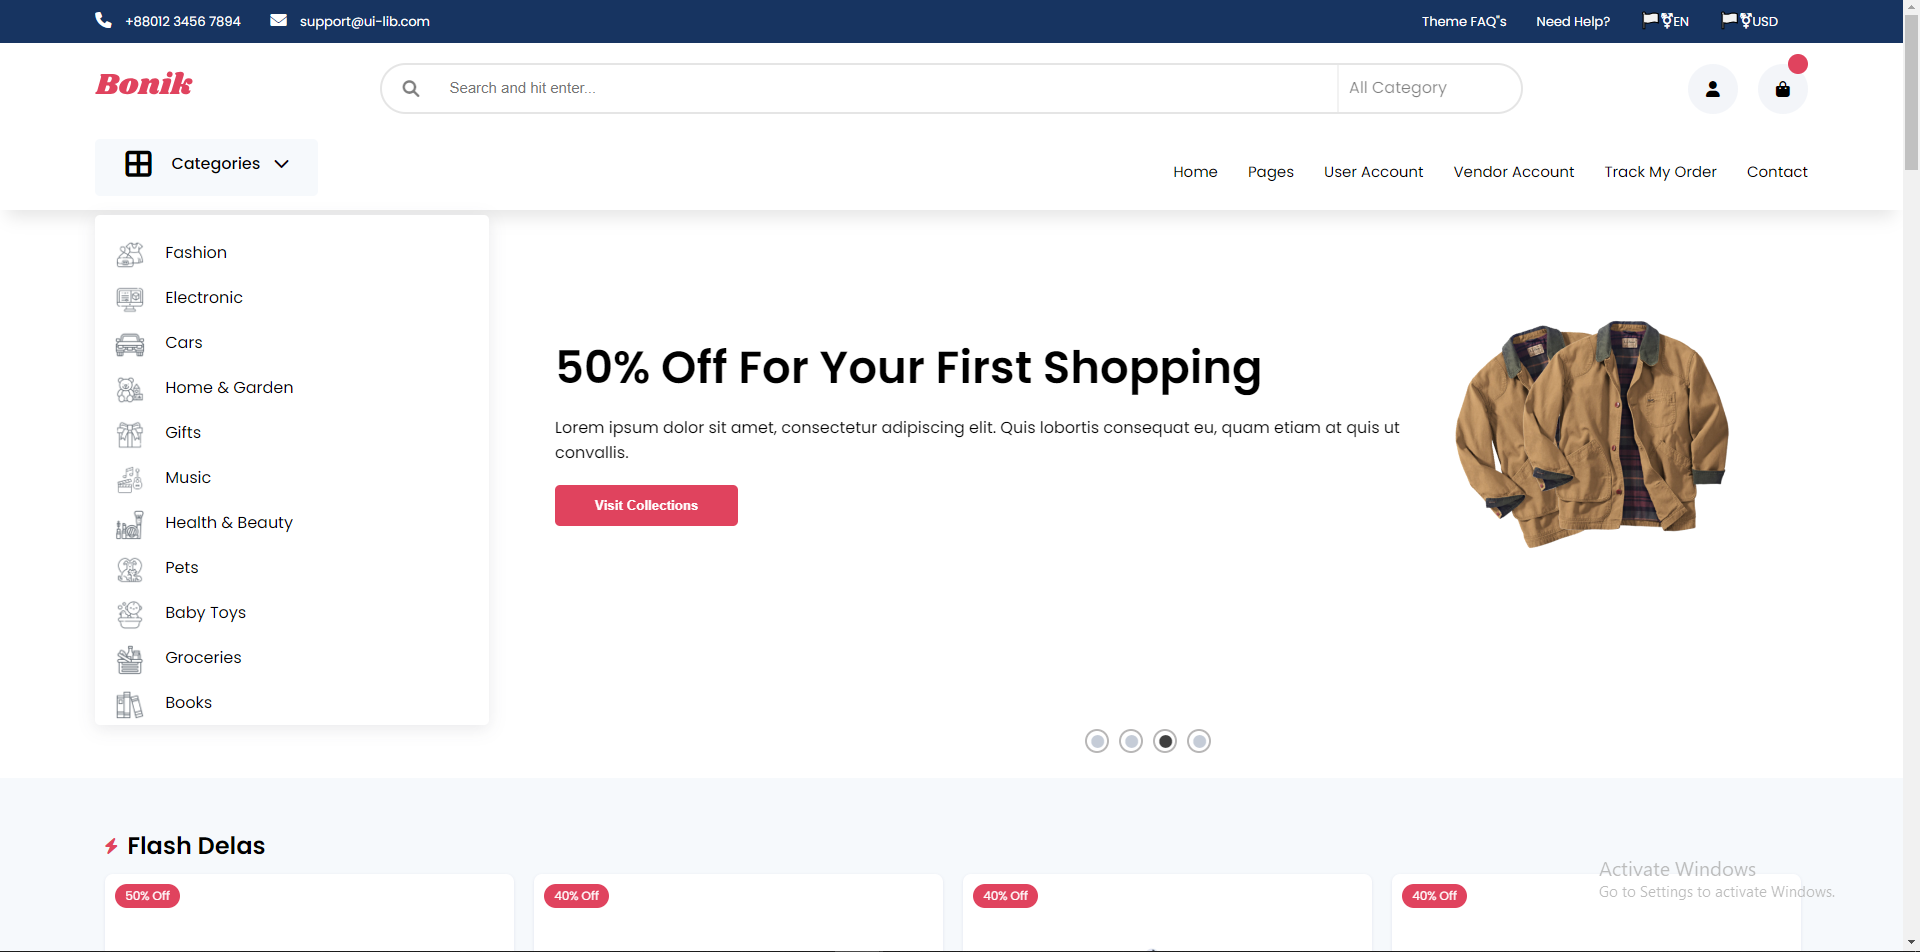 +88012 3456 7894 support@ui-lib.com Theme FAQ"s Need Help? EN USD
Bonik
Search and hit enter... All Category
Categories
Home Pages User Account Vendor Account Track My Order Contact
Fashion
Electronic
Cars
Home & Garden
Gifts
Music
Health & Beauty
Pets
Baby Toys
Groceries
Books
50% Off For Your First Shopping
Lorem ipsum dolor sit amet, consectetur adipiscing elit. Quis lobortis consequat eu, quam etiam at quis ut
convallis.
Visit Collections
Flash Delas
50% Off 40% Off 40% Off 40% Off
Activate Windows
Go to Settings to activate Windows.